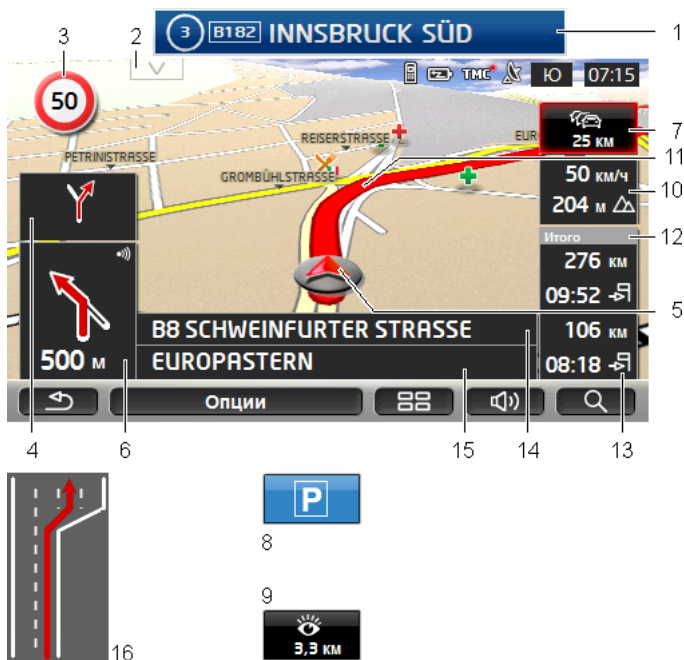 3 B182 INNSBRUCK SÜD 1
3 2
50 TMC Ю 07:15
25 км 7
REISERSTRASSE EUR
PETRINISTRASSE 11
GROMBÜHLSTRASSE
50 км/ч 10
204 м
Итого 12
276 км
09:52 5
B8 SCHWEINFURTER STRASSE 106 км
500 м EUROPASTERN 08:18
Опции
4 6 15 14 13
P
8
9
3,3 км
16